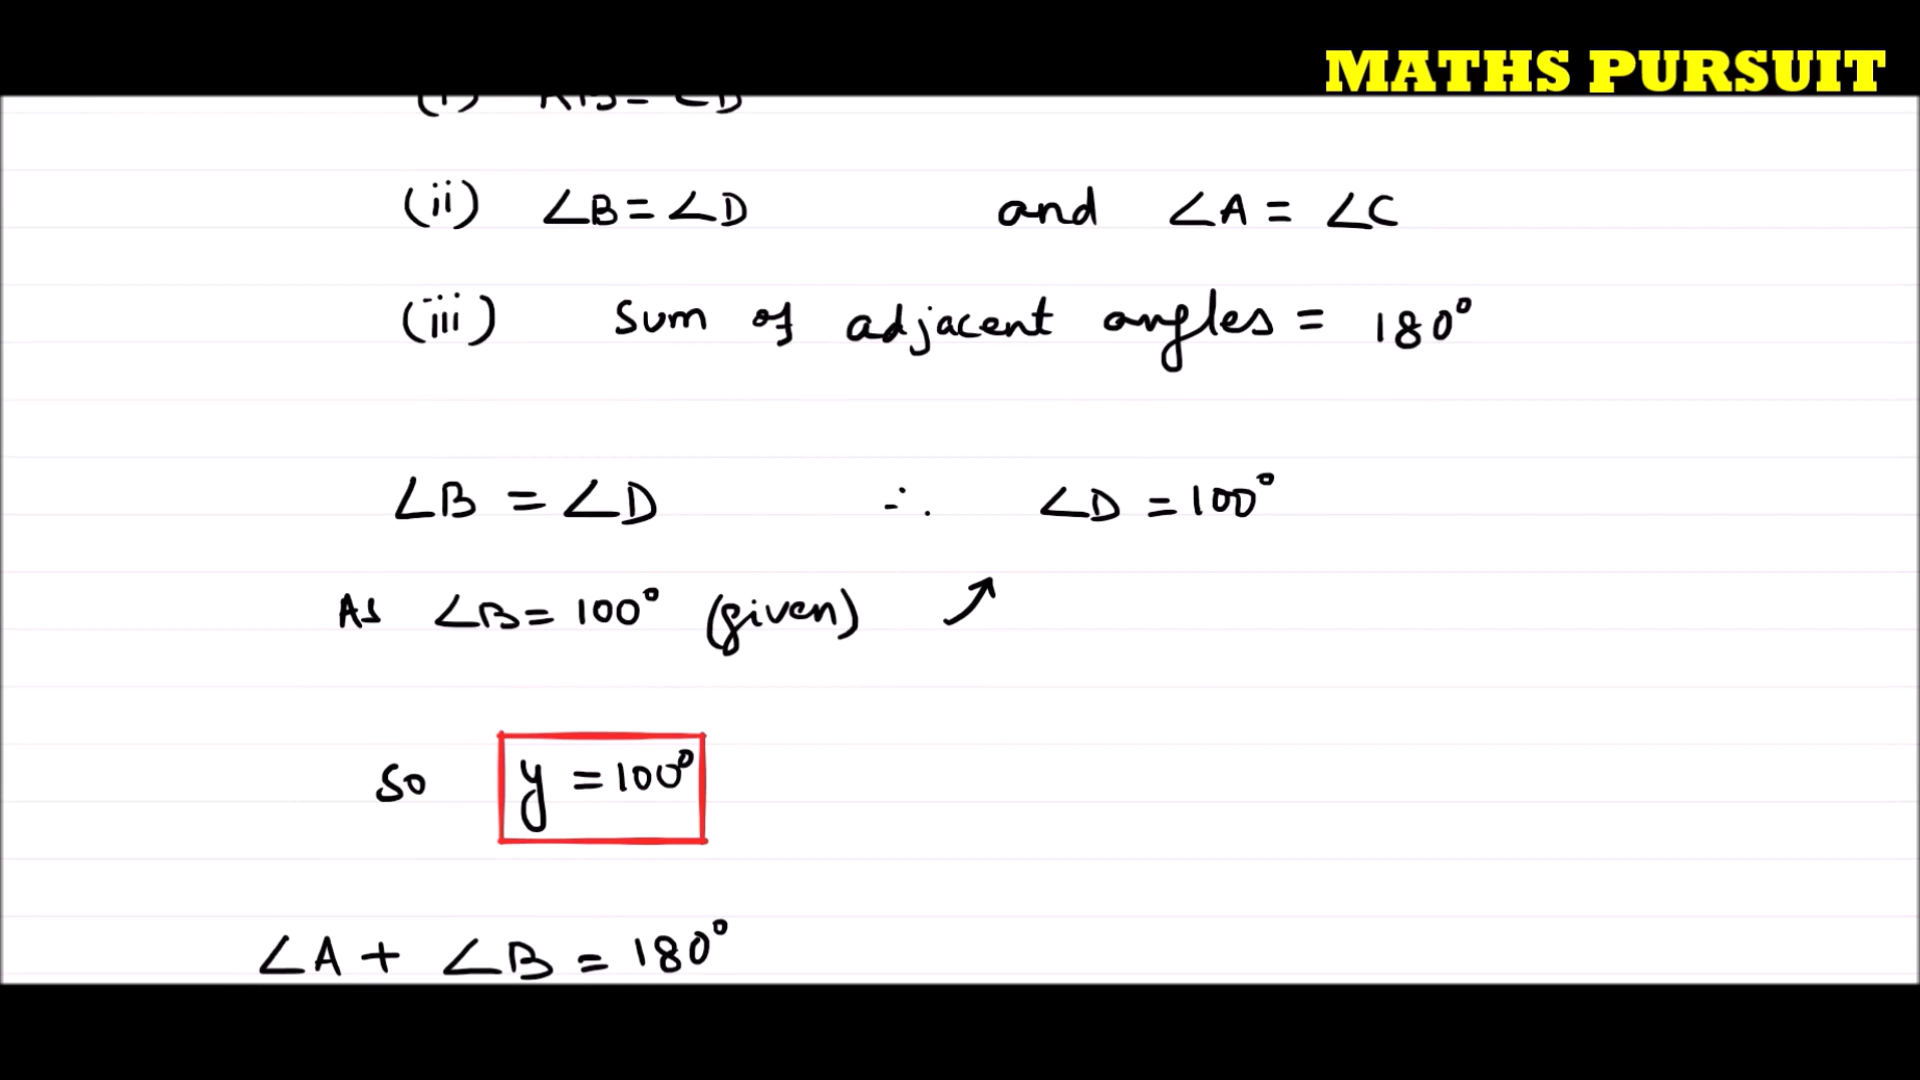 MATHS PURSUIT
(ii) ∠B = ∠D and ∠A = ∠C
(iii) Sum of adjacent angles = 180°
∠B = ∠D ∴ ∠D = 100°
As ∠B = 100° (given) ↗
So y = 100°
∠A + ∠B = 180°